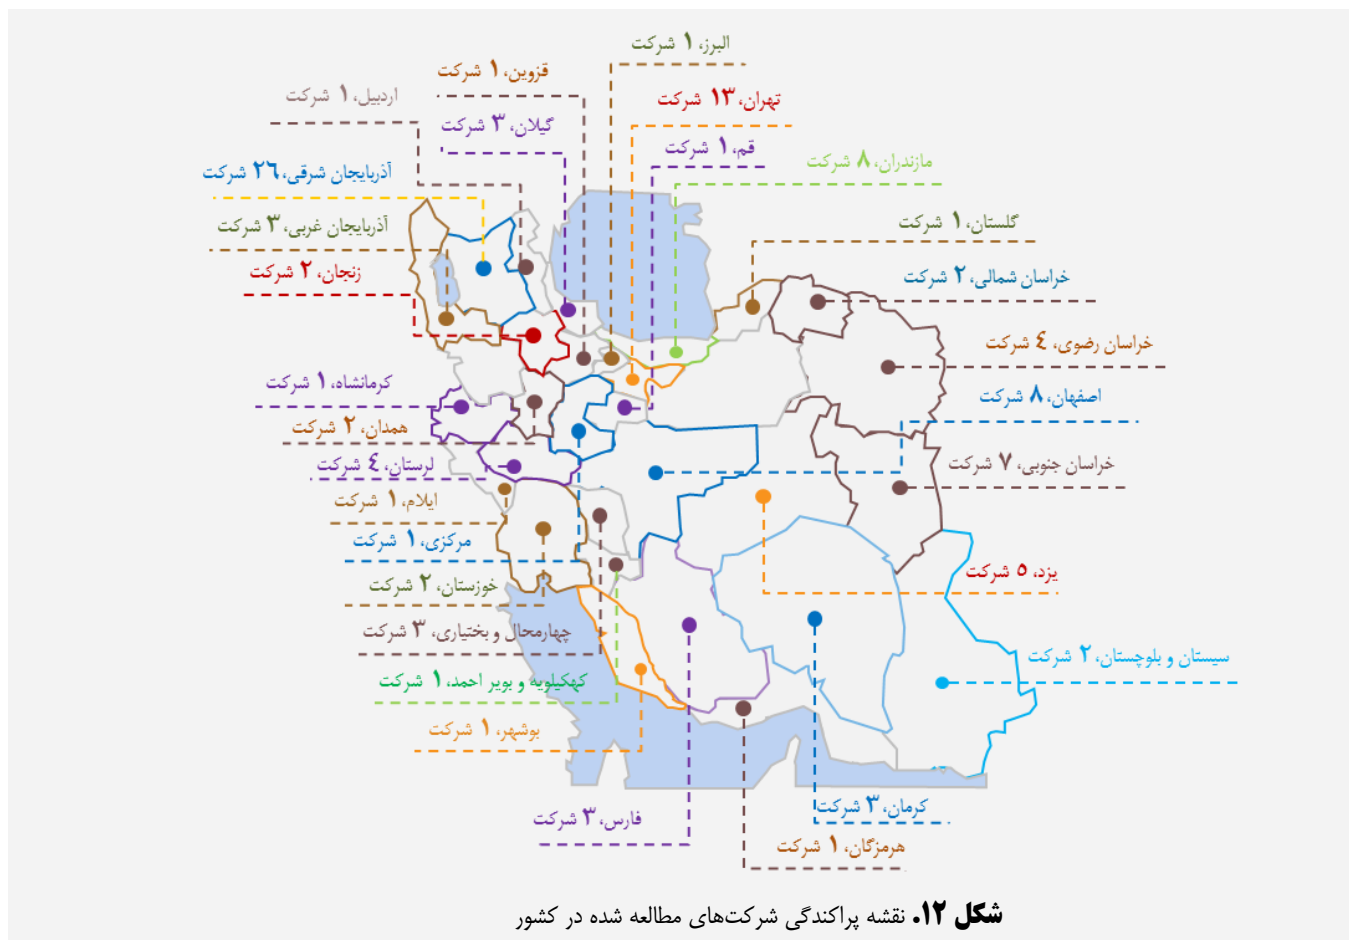 البرز، ۱ شرکت
قزوین، ۱ شرکت
اردبیل، ۱ شرکت
تهران، ۱۳ شرکت
گیلان، ۳ شرکت
قم، ۱ شرکت
مازندران، ۸ شرکت
آذربایجان شرقی، ۲۶ شرکت
آذربایجان غربی، ۳ شرکت
گلستان، ۱ شرکت
زنجان، ۲ شرکت
خراسان شمالی، ۲ شرکت
خراسان رضوی، ۴ شرکت
کرمانشاه، ۱ شرکت
اصفهان، ۸ شرکت
همدان، ۲ شرکت
لرستان، ۴ شرکت
خراسان جنوبی، ۷ شرکت
ایلام، ۱ شرکت
مرکزی، ۱ شرکت
یزد، ۵ شرکت
خوزستان، ۲ شرکت
چهارمحال و بختیاری، ۳ شرکت
سیستان و بلوچستان، ۲ شرکت
کهکیلویه و بویر احمد، ۱ شرکت
بوشهر، ۱ شرکت
کرمان، ۳ شرکت
فارس، ۳ شرکت
هرمزگان، ۱ شرکت
شکل ۱۲. نقشه پراکندگی شرکت‌های مطالعه شده در کشور